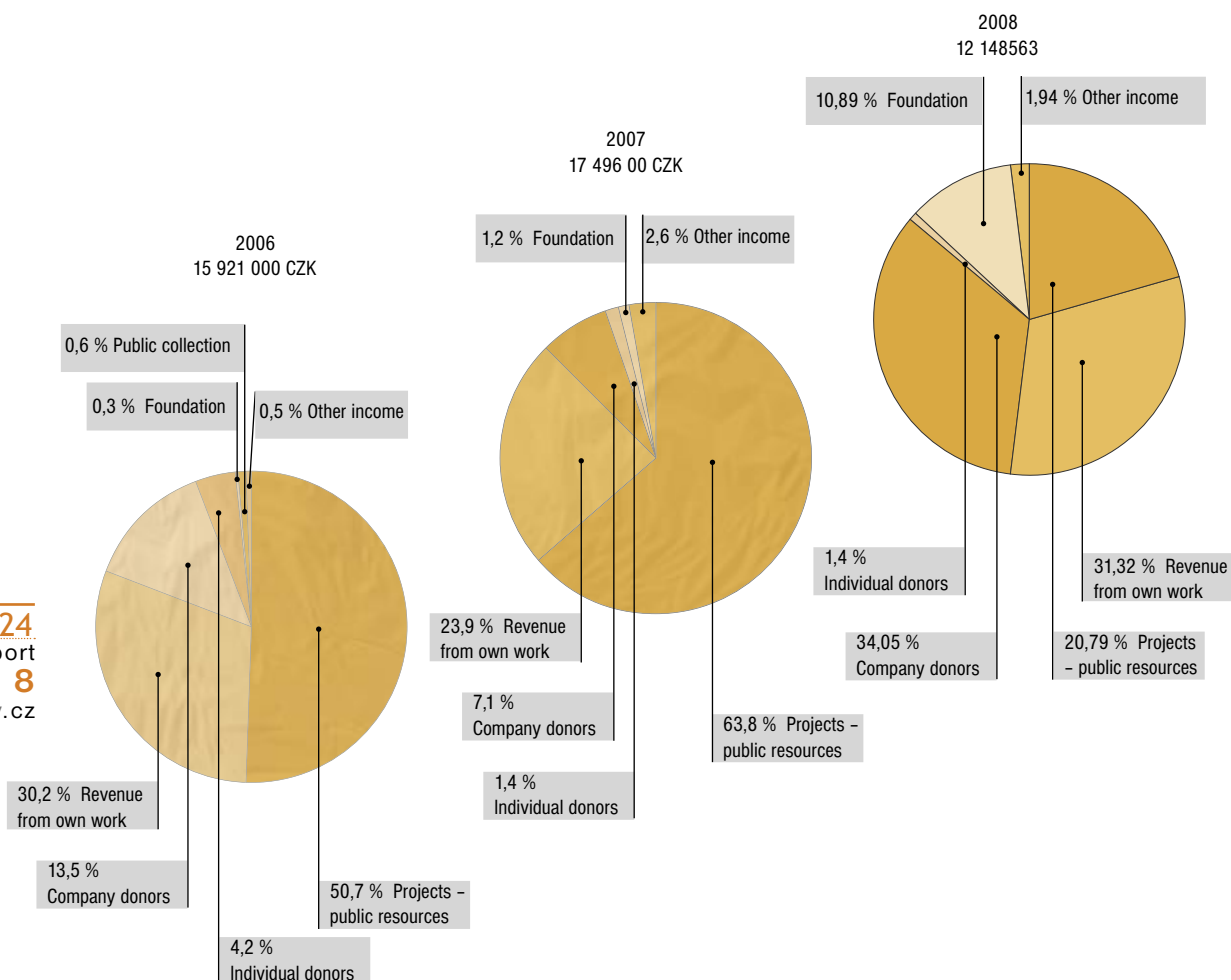 2008
12 148563
10,89 % Foundation
1,94 % Other income
1,4 %
Individual donors
34,05 %
Company donors
31,32 % Revenue
from own work
20,79 % Projects
– public resources
2007
17 496 00 CZK
1,2 % Foundation
2,6 % Other income
23,9 % Revenue
from own work
7,1 %
Company donors
1,4 %
Individual donors
63,8 % Projects –
public resources
2006
15 921 000 CZK
0,6 % Public collection
0,3 % Foundation
0,5 % Other income
30,2 % Revenue
from own work
13,5 %
Company donors
4,2 %
Individual donors
50,7 % Projects –
public resources
24
port
8
.cz